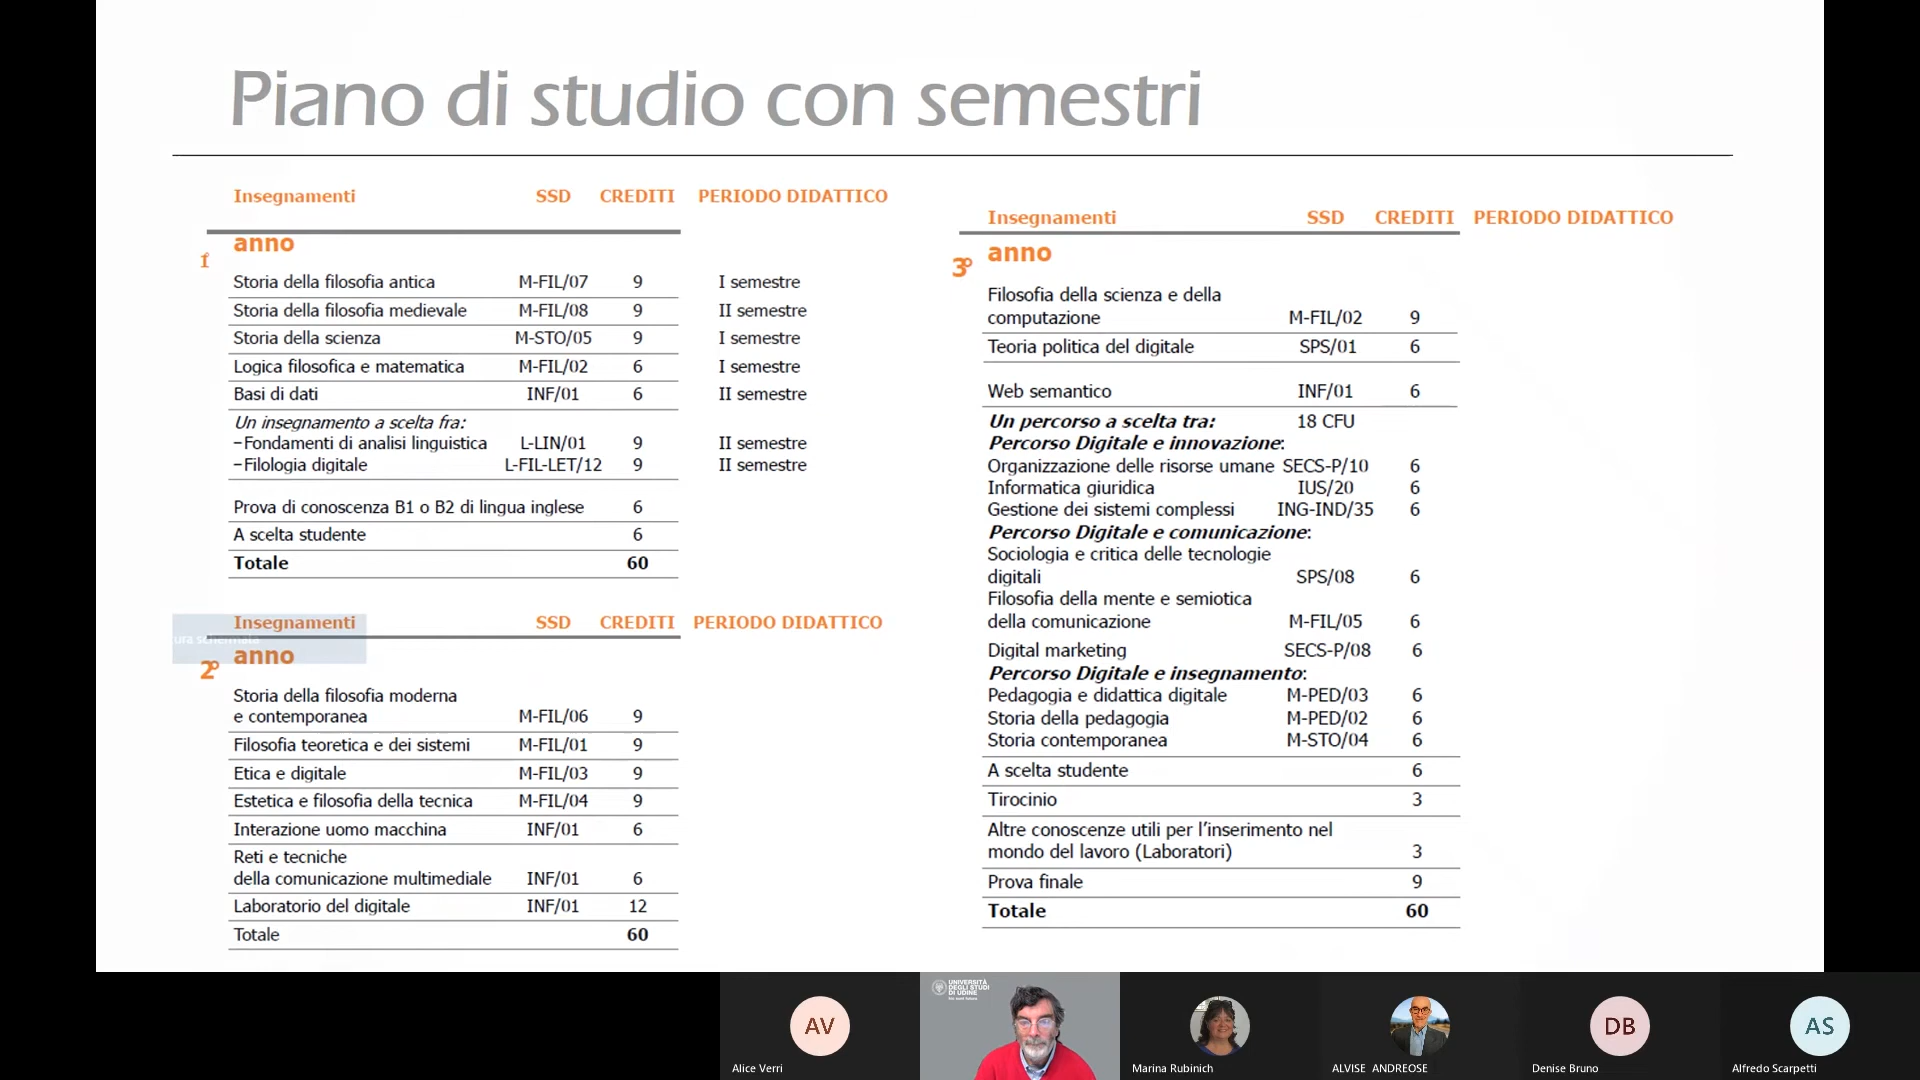 Piano di studio con semestri
Insegnamenti SSD CREDITI PERIODO DIDATTICO
1° anno
Storia della filosofia antica M-FIL/07 9 I semestre
Storia della filosofia medievale M-FIL/08 9 II semestre
Storia della scienza M-STO/05 9 I semestre
Logica filosofica e matematica M-FIL/02 6 I semestre
Basi di dati INF/01 6 II semestre
Un insegnamento a scelta fra:
–Fondamenti di analisi linguistica L-LIN/01 9 II semestre
–Filologia digitale L-FIL-LET/12 9 II semestre
Prova di conoscenza B1 o B2 di lingua inglese 6
A scelta studente 6
Totale 60
Insegnamenti SSD CREDITI PERIODO DIDATTICO
2° anno
Storia della filosofia moderna
e contemporanea M-FIL/06 9
Filosofia teoretica e dei sistemi M-FIL/01 9
Etica e digitale M-FIL/03 9
Estetica e filosofia della tecnica M-FIL/04 9
Interazione uomo macchina INF/01 6
Reti e tecniche
della comunicazione multimediale INF/01 6
Laboratorio del digitale INF/01 12
Totale 60
Insegnamenti SSD CREDITI PERIODO DIDATTICO
3° anno
Filosofia della scienza e della
computazione M-FIL/02 9
Teoria politica del digitale SPS/01 6
Web semantico INF/01 6
Un percorso a scelta tra: 18 CFU
Percorso Digitale e innovazione:
Organizzazione delle risorse umane SECS-P/10 6
Informatica giuridica IUS/20 6
Gestione dei sistemi complessi ING-IND/35 6
Percorso Digitale e comunicazione:
Sociologia e critica delle tecnologie
digitali SPS/08 6
Filosofia della mente e semiotica
della comunicazione M-FIL/05 6
Digital marketing SECS-P/08 6
Percorso Digitale e insegnamento:
Pedagogia e didattica digitale M-PED/03 6
Storia della pedagogia M-PED/02 6
Storia contemporanea M-STO/04 6
A scelta studente 6
Tirocinio 3
Altre conoscenze utili per l'inserimento nel
mondo del lavoro (Laboratori) 3
Prova finale 9
Totale 60
AV
UNIVERSITÀ
DEGLI STUDI
DI UDINE
DB
AS
Alice Verri
Marina Rubinich
ALVISE ANDREOSE
Denise Bruno
Alfredo Scarpetti